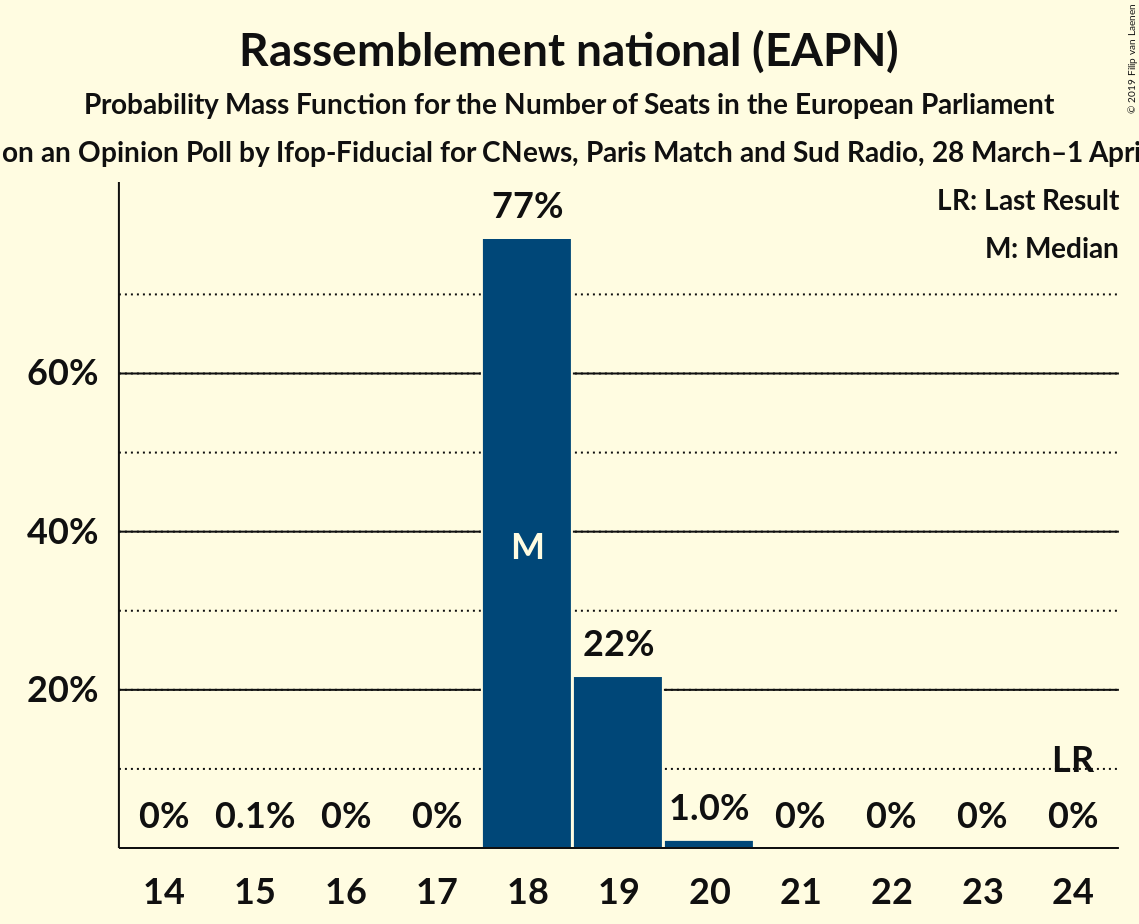 Rassemblement national (EAPN)
Probability Mass Function for the Number of Seats in the European Parliament
on an Opinion Poll by Ifop-Fiducial for CNews, Paris Match and Sud Radio, 28 March–1 Apri
© 2019 Filip van Laenen
LR: Last Result
M: Median
77%
60%
40%
M
22%
20%
LR
0% 0.1% 0% 0% 1.0% 0% 0% 0% 0%
14 15 16 17 18 19 20 21 22 23 24